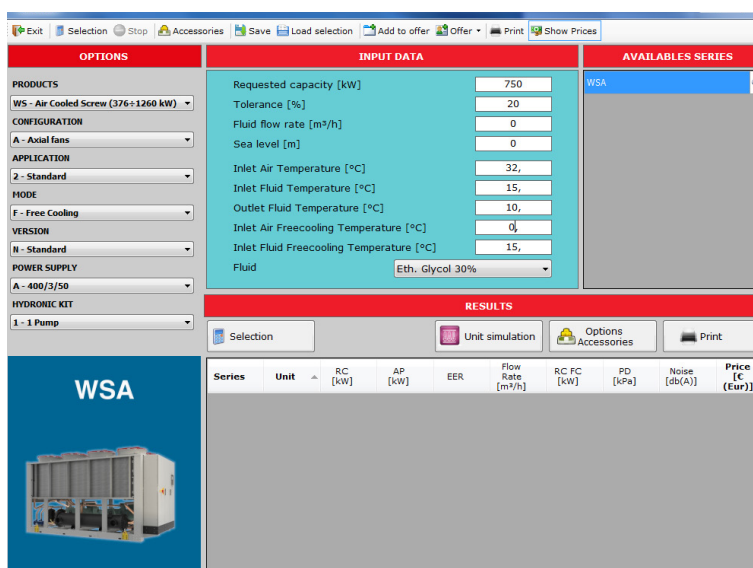 Exit Selection Stop Accessories Save Load selection Add to offer Offer Print Show Prices
OPTIONS
PRODUCTS
WS - Air Cooled Screw (376÷1260 kW)
CONFIGURATION
A - Axial fans
APPLICATION
2 - Standard
MODE
F - Free Cooling
VERSION
N - Standard
POWER SUPPLY
A - 400/3/50
HYDRONIC KIT
1 - 1 Pump
WSA
INPUT DATA
Requested capacity [kW] 750
Tolerance [%] 20
Fluid flow rate [m³/h] 0
Sea level [m] 0
Inlet Air Temperature [°C] 32,
Inlet Fluid Temperature [°C] 15,
Outlet Fluid Temperature [°C] 10,
Inlet Air Freecooling Temperature [°C] 0,
Inlet Fluid Freecooling Temperature [°C] 15,
Fluid Eth. Glycol 30%
AVAILABLES SERIES
WSA
RESULTS
Selection Unit simulation Options Accessories Print
Series Unit RC [kW] AP [kW] EER Flow Rate [m³/h] RC FC [kW] PD [kPa] Noise [db(A)] Price [€ (Eur)]